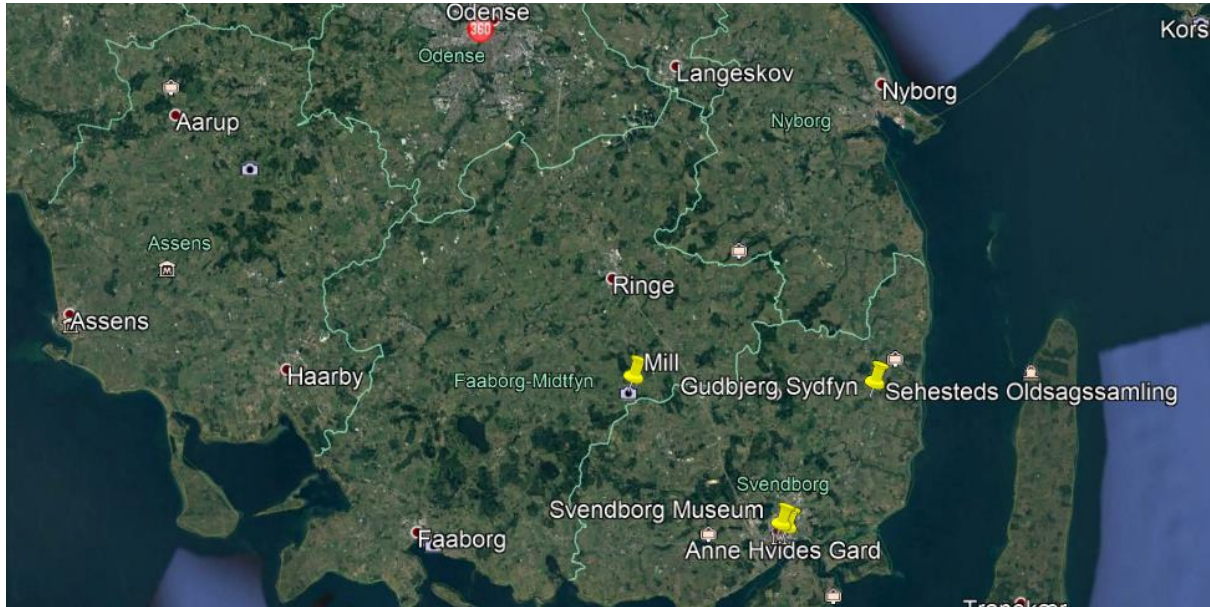 Odense
360
Odense
Kors
Langeskov
Nyborg
Nyborg
Aarup
Assens
Assens
Ringe
Haarby
Mill
Faaborg-Midtfyn
Gudbjerg Sydfyn
Sehesteds Oldsagssamling
Svendborg
Svendborg Museum
Faaborg
Anne Hvides Gard